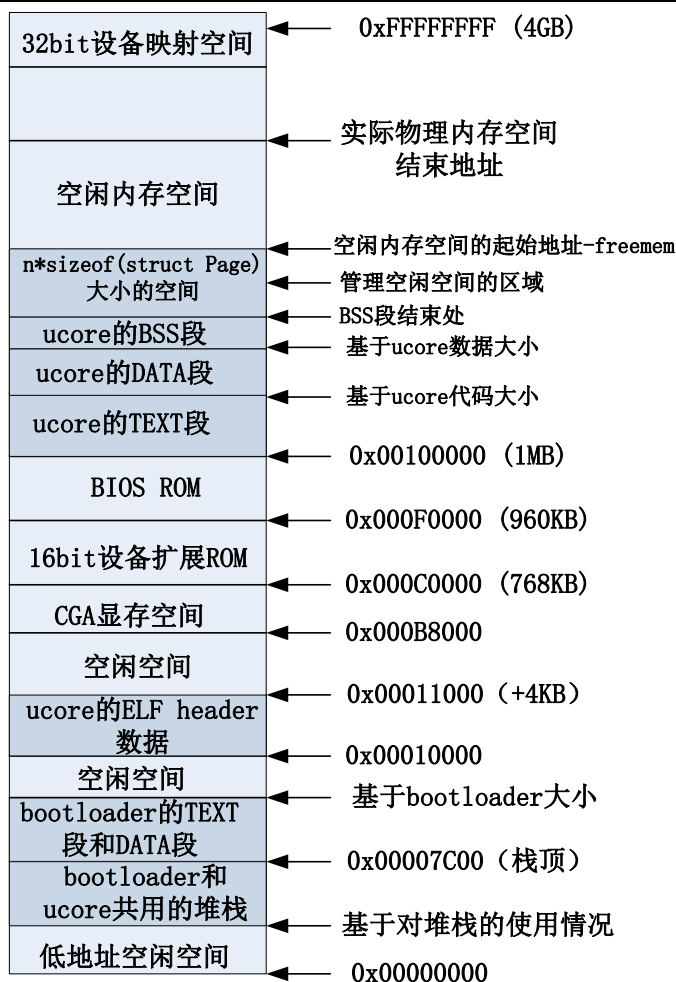 32bit设备映射空间
0xFFFFFFFF (4GB)
实际物理内存空间
结束地址
空闲内存空间
空闲内存空间的起始地址-freemem
n*sizeof(struct Page)
大小的空间
管理空闲空间的区域
BSS段结束处
ucore的BSS段
基于ucore数据大小
ucore的DATA段
基于ucore代码大小
ucore的TEXT段
0x00100000 (1MB)
BIOS ROM
0x000F0000 (960KB)
16bit设备扩展ROM
0x000C0000 (768KB)
CGA显存空间
0x000B8000
空闲空间
0x00011000 (+4KB)
ucore的ELF header
数据
0x00010000
空闲空间
基于bootloader大小
bootloader的TEXT
段和DATA段
0x00007C00 (栈顶)
bootloader和
ucore共用的堆栈
基于对堆栈的使用情况
低地址空闲空间
0x00000000